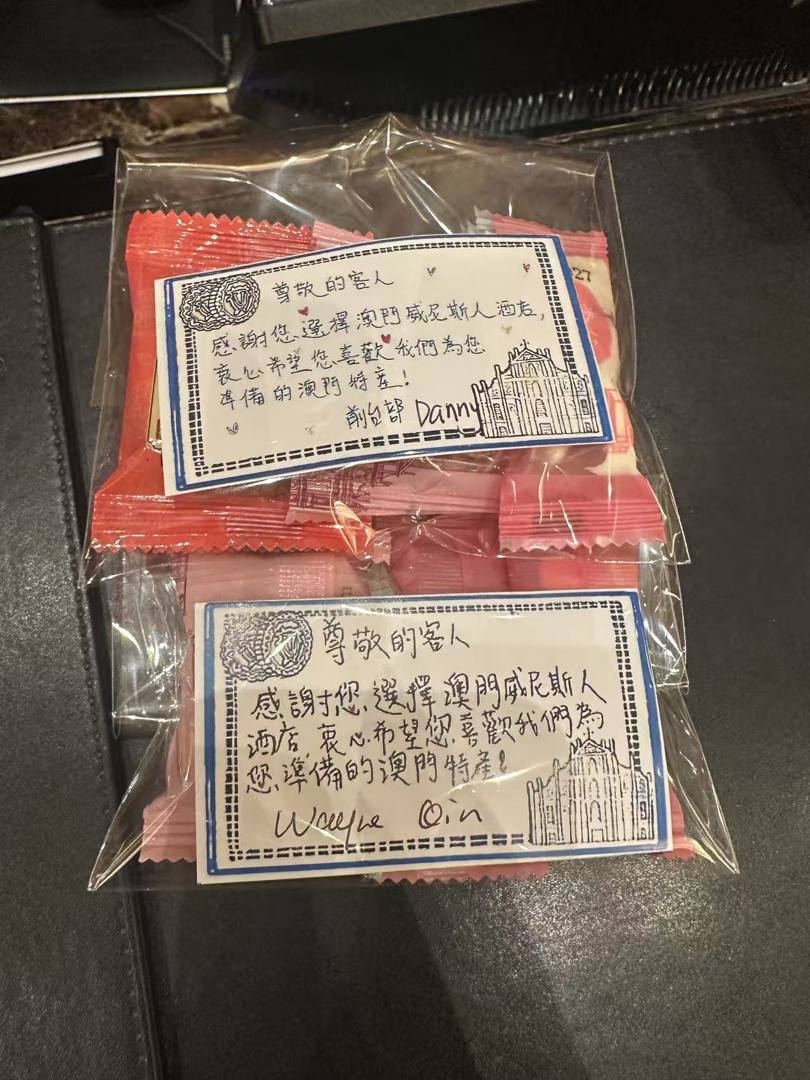 27
尊敬的客人
感謝您選擇澳門威尼斯人酒店,
衷心希望您喜歡我們為您
準備的澳門特產!
前台部 Danny
尊敬的客人
感謝您選擇澳門威尼斯人
酒店,衷心希望您喜歡我們為
您準備的澳門特產!
Wayne Qin